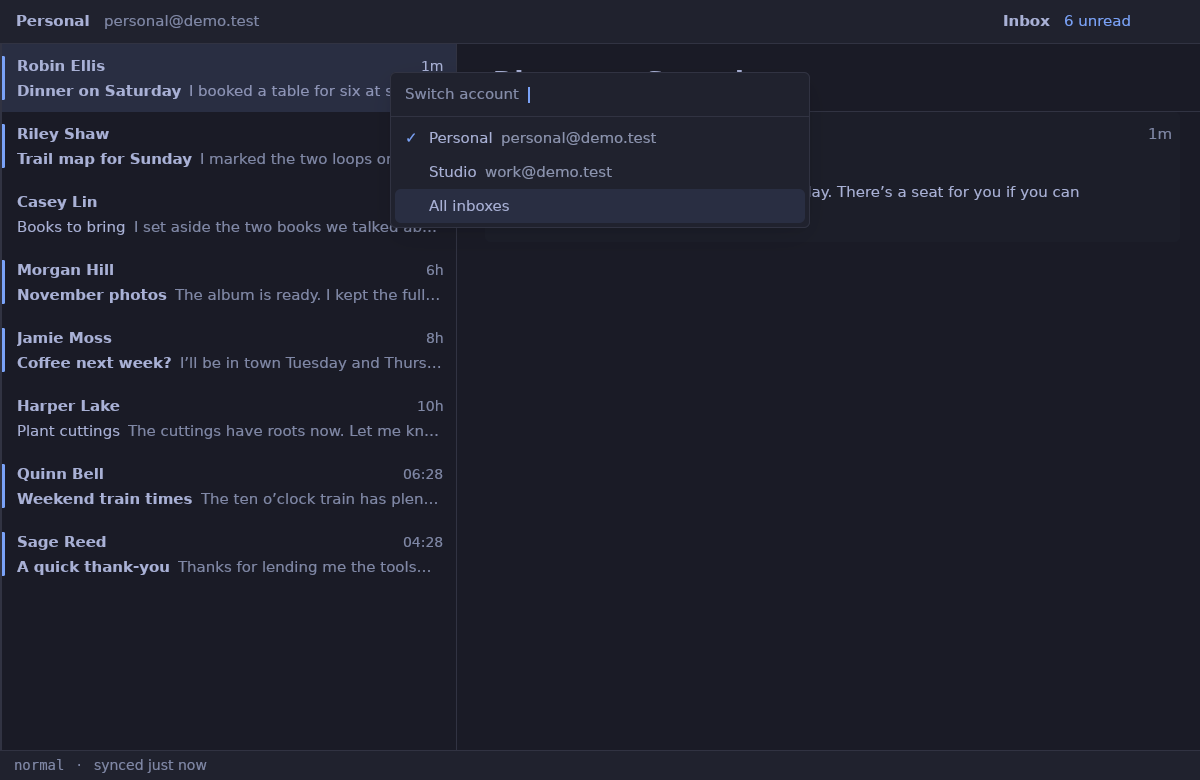 Personal personal@demo.test
Inbox 6 unread
Robin Ellis 1m
Dinner on Saturday I booked a table for six at s
Riley Shaw
Trail map for Sunday I marked the two loops on
Casey Lin
Books to bring I set aside the two books we talked ab…
Morgan Hill 6h
November photos The album is ready. I kept the full…
Jamie Moss 8h
Coffee next week? I’ll be in town Tuesday and Thurs…
Harper Lake 10h
Plant cuttings The cuttings have roots now. Let me kn…
Quinn Bell 06:28
Weekend train times The ten o’clock train has plen…
Sage Reed 04:28
A quick thank-you Thanks for lending me the tools…
Switch account
✓ Personal personal@demo.test
Studio work@demo.test
All inboxes
1m
ay. There’s a seat for you if you can
normal · synced just now